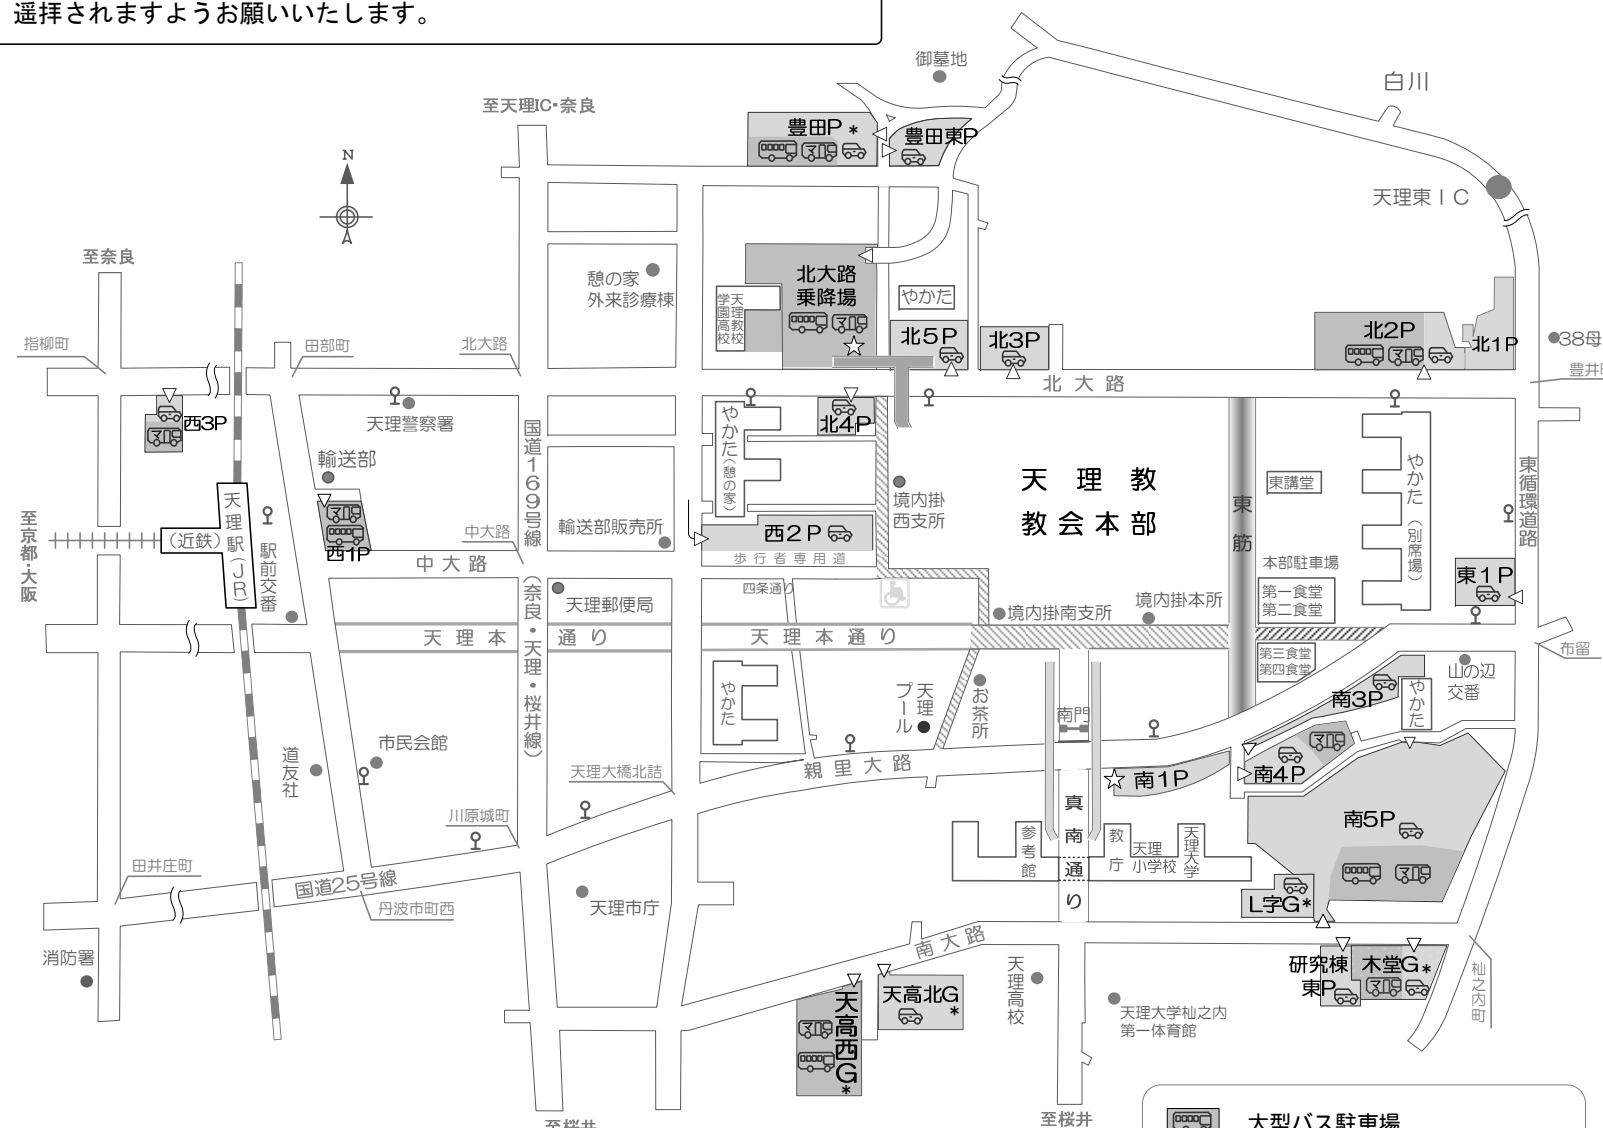 遥拝されますようお願いいたします。
御墓地
白川
至天理IC・奈良
豊田P *
豊田東P
N
天理東IC
至奈良
憩の家
外来診療棟
北大路
乗降場
天理教校
学園高校
やかた
北5P
北3P
北2P
北1P
38母
指柳町
田部町
北大路
北大路
豊井
西3P
天理警察署
輸送部
西1P
国道169号線
(奈良・天理・桜井線)
やかた(憩の家)
北4P
境内掛
西支所
天理教
教会本部
東筋
東講堂
やかた(別席場)
東循環道路
至京都・大阪
(近鉄)
天理駅(JR)
駅前交番
中大路
中大路
輸送部販売所
西2P
歩行者専用道
本部駐車場
第一食堂
第二食堂
東1P
四条通り
天理郵便局
境内掛南支所
境内掛本所
天理本通り
天理本通り
第三食堂
第四食堂
布留
山の辺
交番
やかた
やかた
天理
プール
お茶所
南門
南3P
道友社
市民会館
天理大橋北詰
親里大路
南1P
南4P
川原城町
真南通り
参考館
教庁
天理
小学校
天理大学
南5P
田井庄町
国道25号線
丹波市町西
天理市庁
L字G*
消防署
南大路
天理高校
天高北G
*
天高西G
*
研究棟
東P
木堂G*
杣之内町
天理大学杣之内
第一体育館
至桜井
至桜井
大型バス駐車場